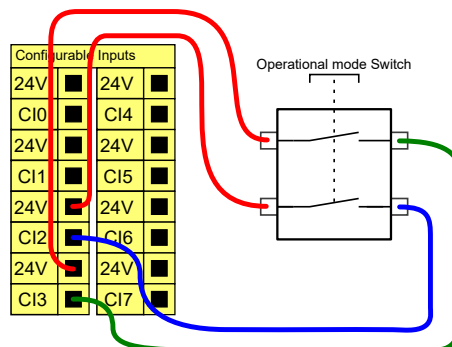 Configurable Inputs
Operational mode Switch
24V 24V
CI0 CI4
24V 24V
CI1 CI5
24V 24V
CI2 CI6
24V 24V
CI3 CI7